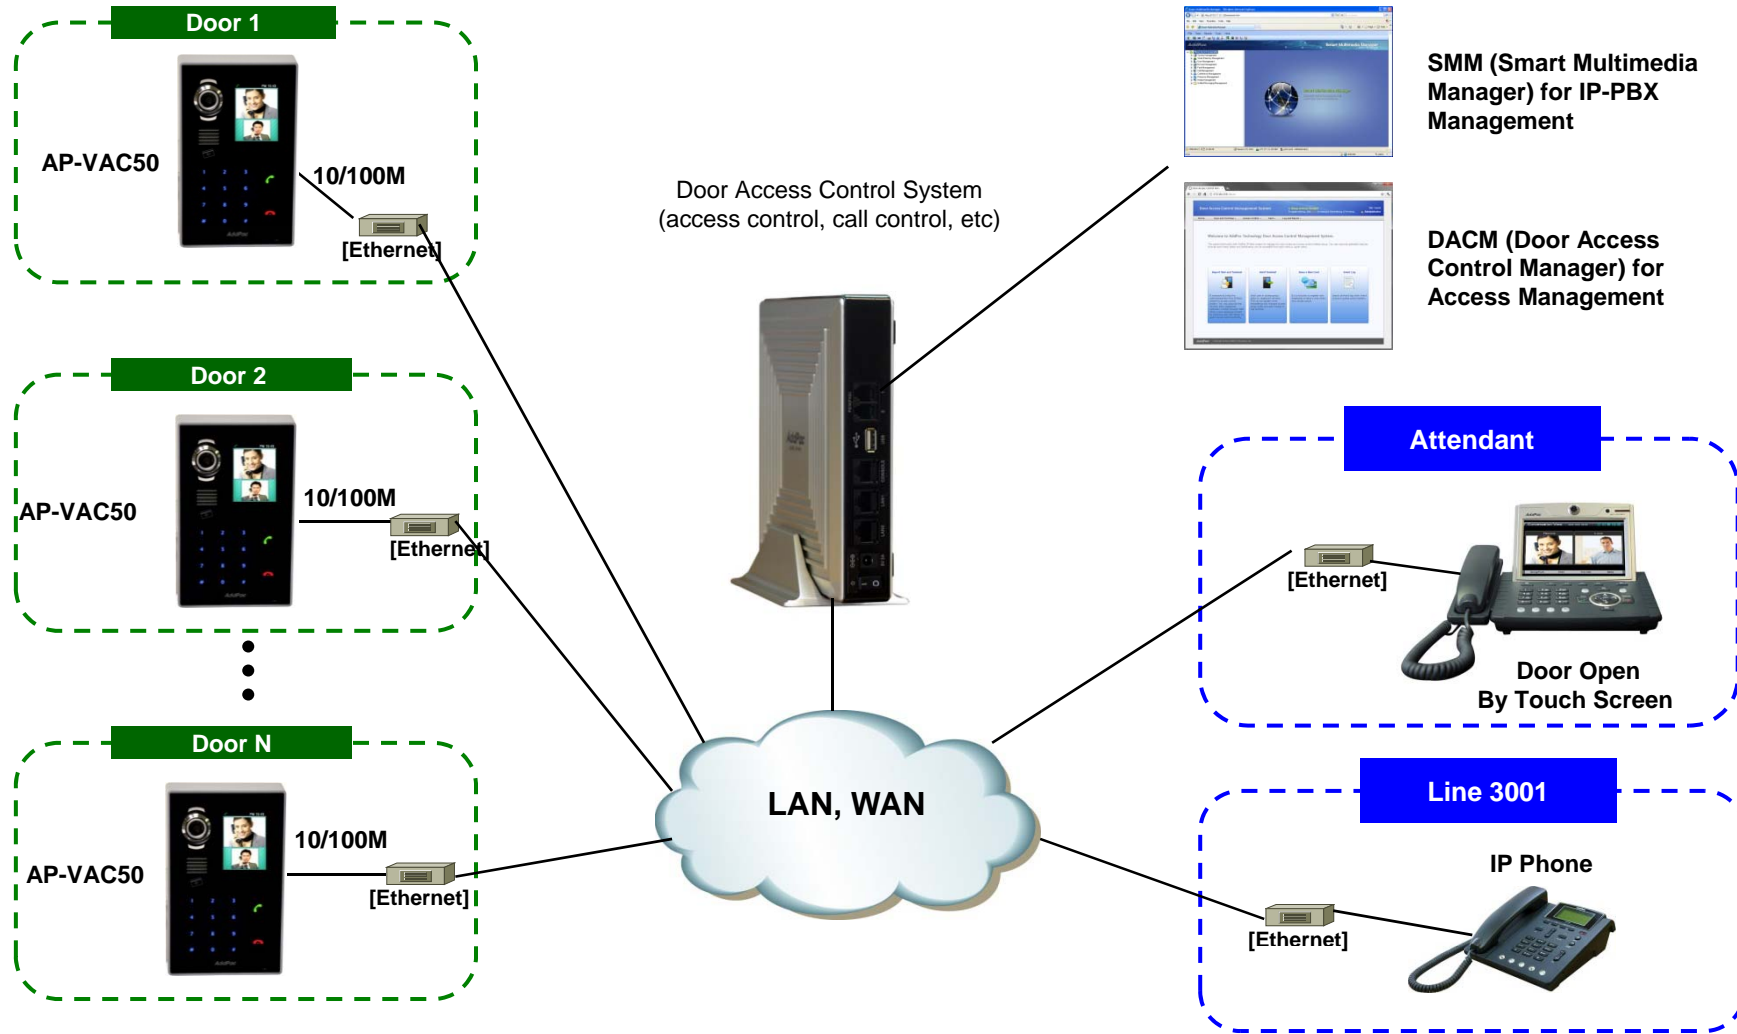 Door 1
AP-VAC50
10/100M
[Ethernet]
Door 2
AP-VAC50
10/100M
[Ethernet]
Door N
AP-VAC50
10/100M
[Ethernet]
Door Access Control System
(access control, call control, etc)
LAN, WAN
SMM (Smart Multimedia
Manager) for IP-PBX
Management
DACM (Door Access
Control Manager) for
Access Management
Attendant
[Ethernet]
Door Open
By Touch Screen
Line 3001
IP Phone
[Ethernet]